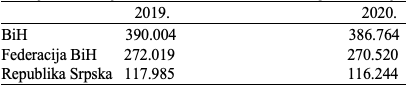 2019. 2020.
BiH 390.004 386.764
Federacija BiH 272.019 270.520
Republika Srpska 117.985 116.244